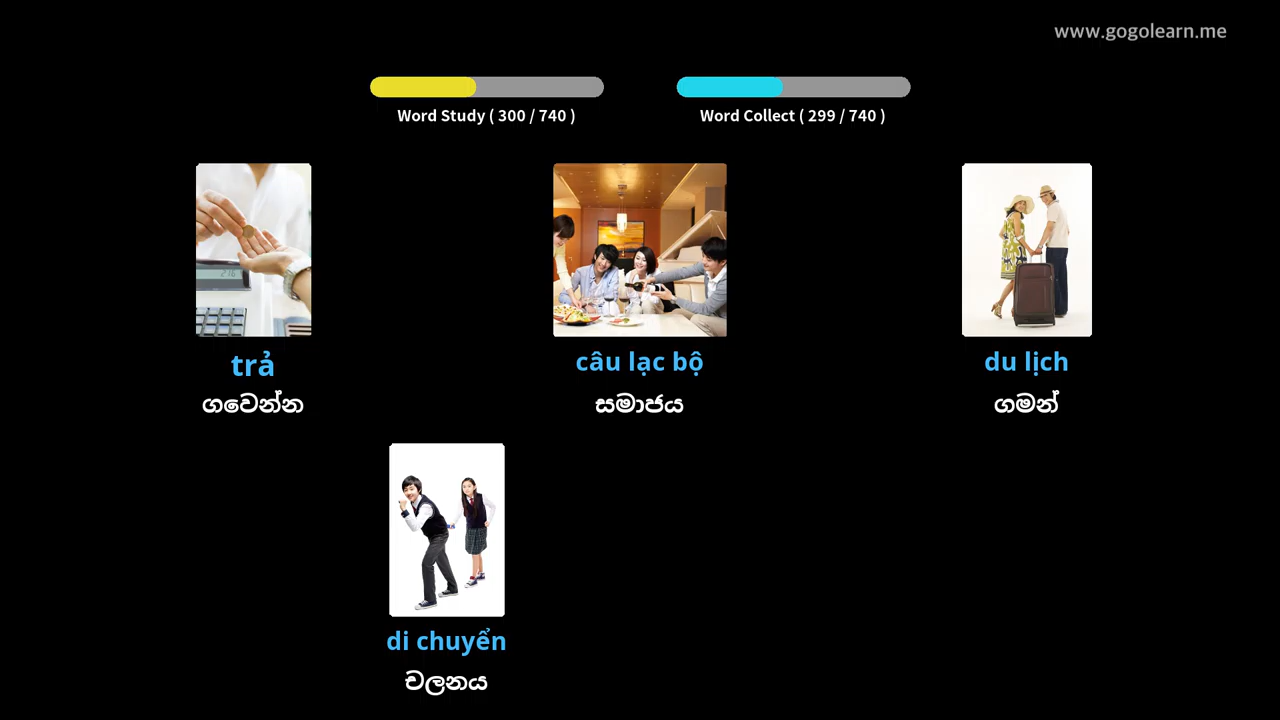 www.gogolearn.me
Word Study ( 300 / 740 )
Word Collect ( 299 / 740 )
trả
ගවෙන්න
câu lạc bộ
සමාජය
du lịch
ගමන්
di chuyển
චලනය